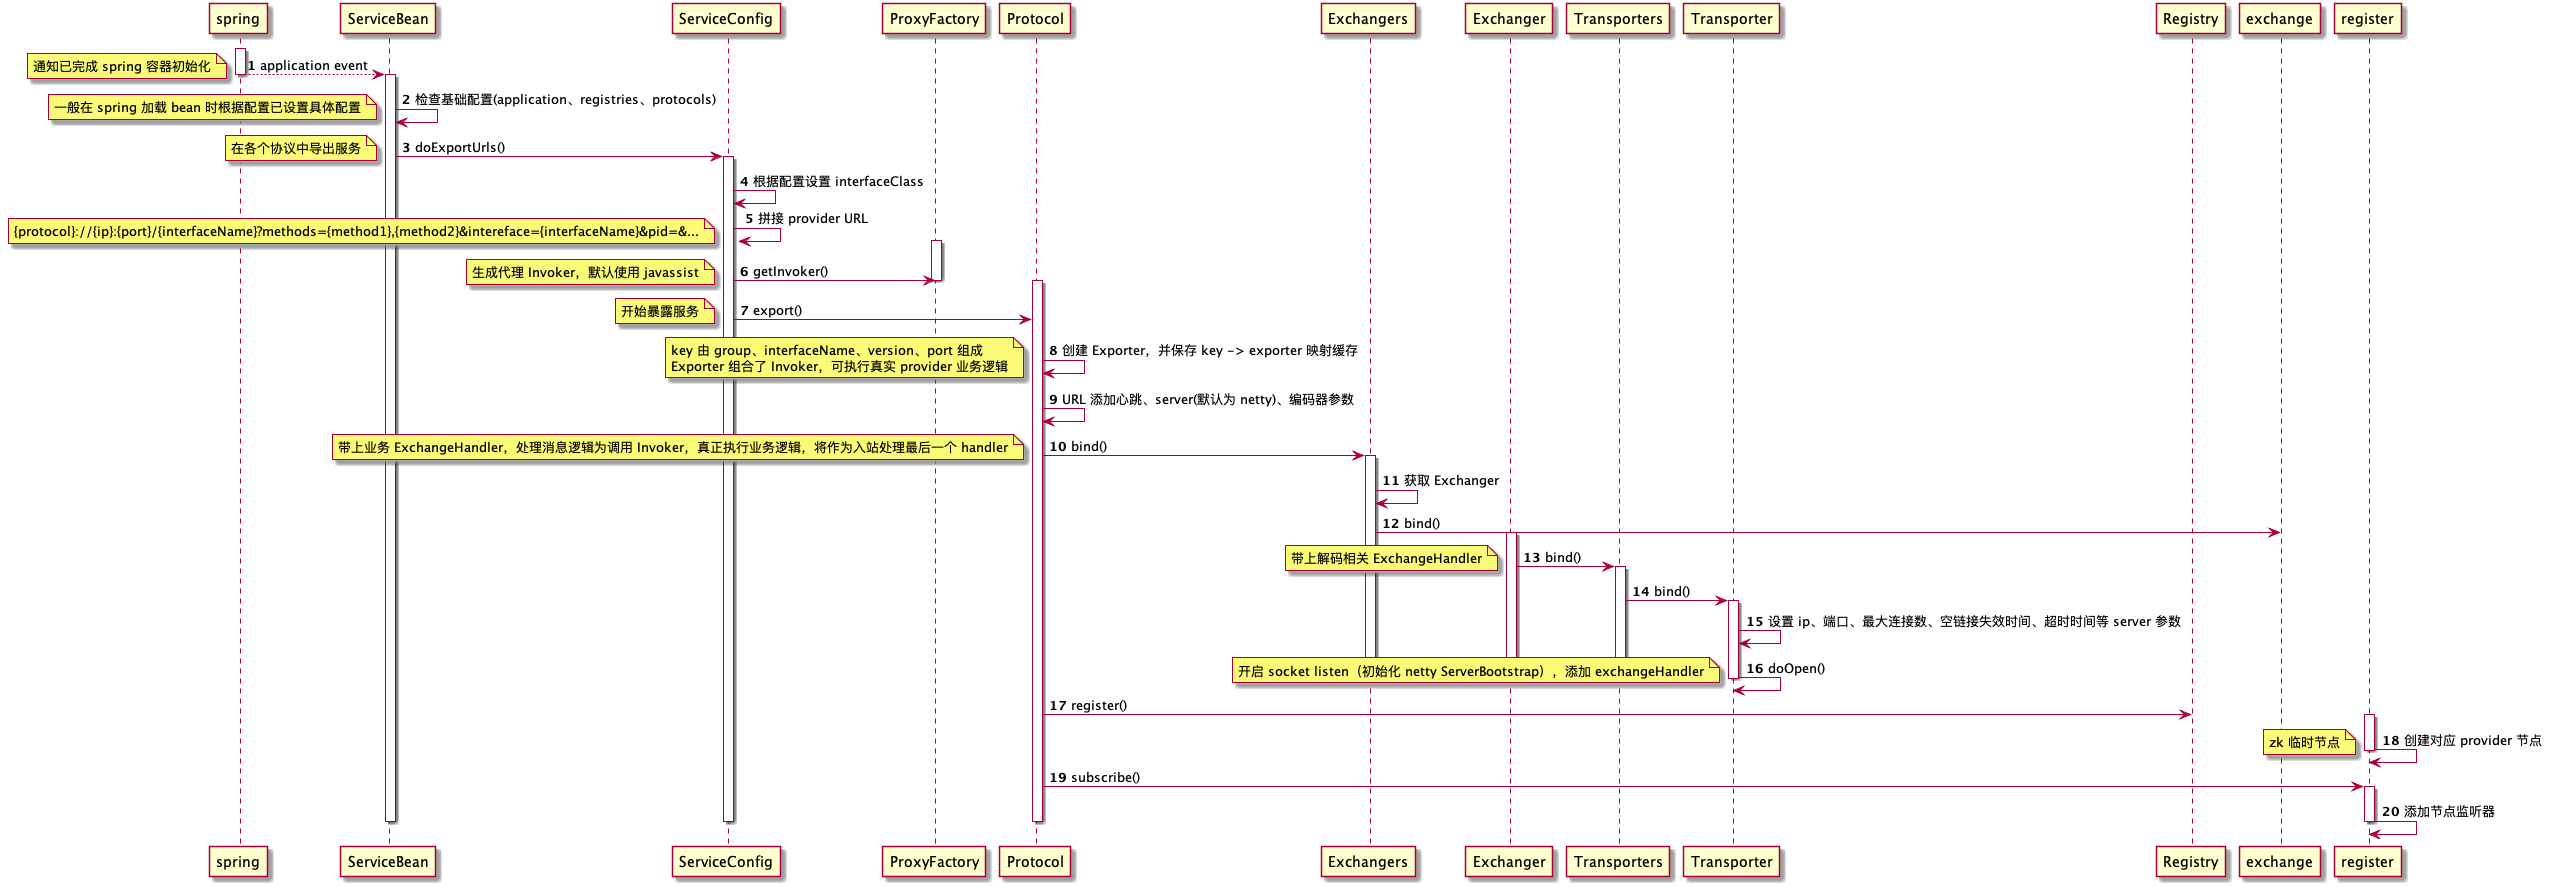 spring
ServiceBean
ServiceConfig
ProxyFactory
Protocol
Exchangers
Exchanger
Transporters
Transporter
Registry
exchange
register
通知已完成 spring 容器初始化
1 application event
一般在 spring 加载 bean 时根据配置已设置具体配置
2 检查基础配置(application、registries、protocols)
在各个协议中导出服务
3 doExportUrls()
4 根据配置设置 interfaceClass
{protocol}://{ip}:{port}/{interfaceName}?methods={method1},{method2}&intereface={interfaceName}&pid=&...
5 拼接 provider URL
生成代理 Invoker，默认使用 javassist
6 getInvoker()
开始暴露服务
7 export()
key 由 group、interfaceName、version、port 组成
Exporter 组合了 Invoker，可执行真实 provider 业务逻辑
8 创建 Exporter，并保存 key -> exporter 映射缓存
9 URL 添加心跳、server(默认为 netty)、编码器参数
带上业务 ExchangeHandler，处理消息逻辑为调用 Invoker，真正执行业务逻辑，将作为入站处理最后一个 handler
10 bind()
11 获取 Exchanger
12 bind()
带上解码相关 ExchangeHandler
13 bind()
14 bind()
15 设置 ip、端口、最大连接数、空链接失效时间、超时时间等 server 参数
开启 socket listen（初始化 netty ServerBootstrap），添加 exchangeHandler
16 doOpen()
17 register()
zk 临时节点
18 创建对应 provider 节点
19 subscribe()
20 添加节点监听器
spring
ServiceBean
ServiceConfig
ProxyFactory
Protocol
Exchangers
Exchanger
Transporters
Transporter
Registry
exchange
register